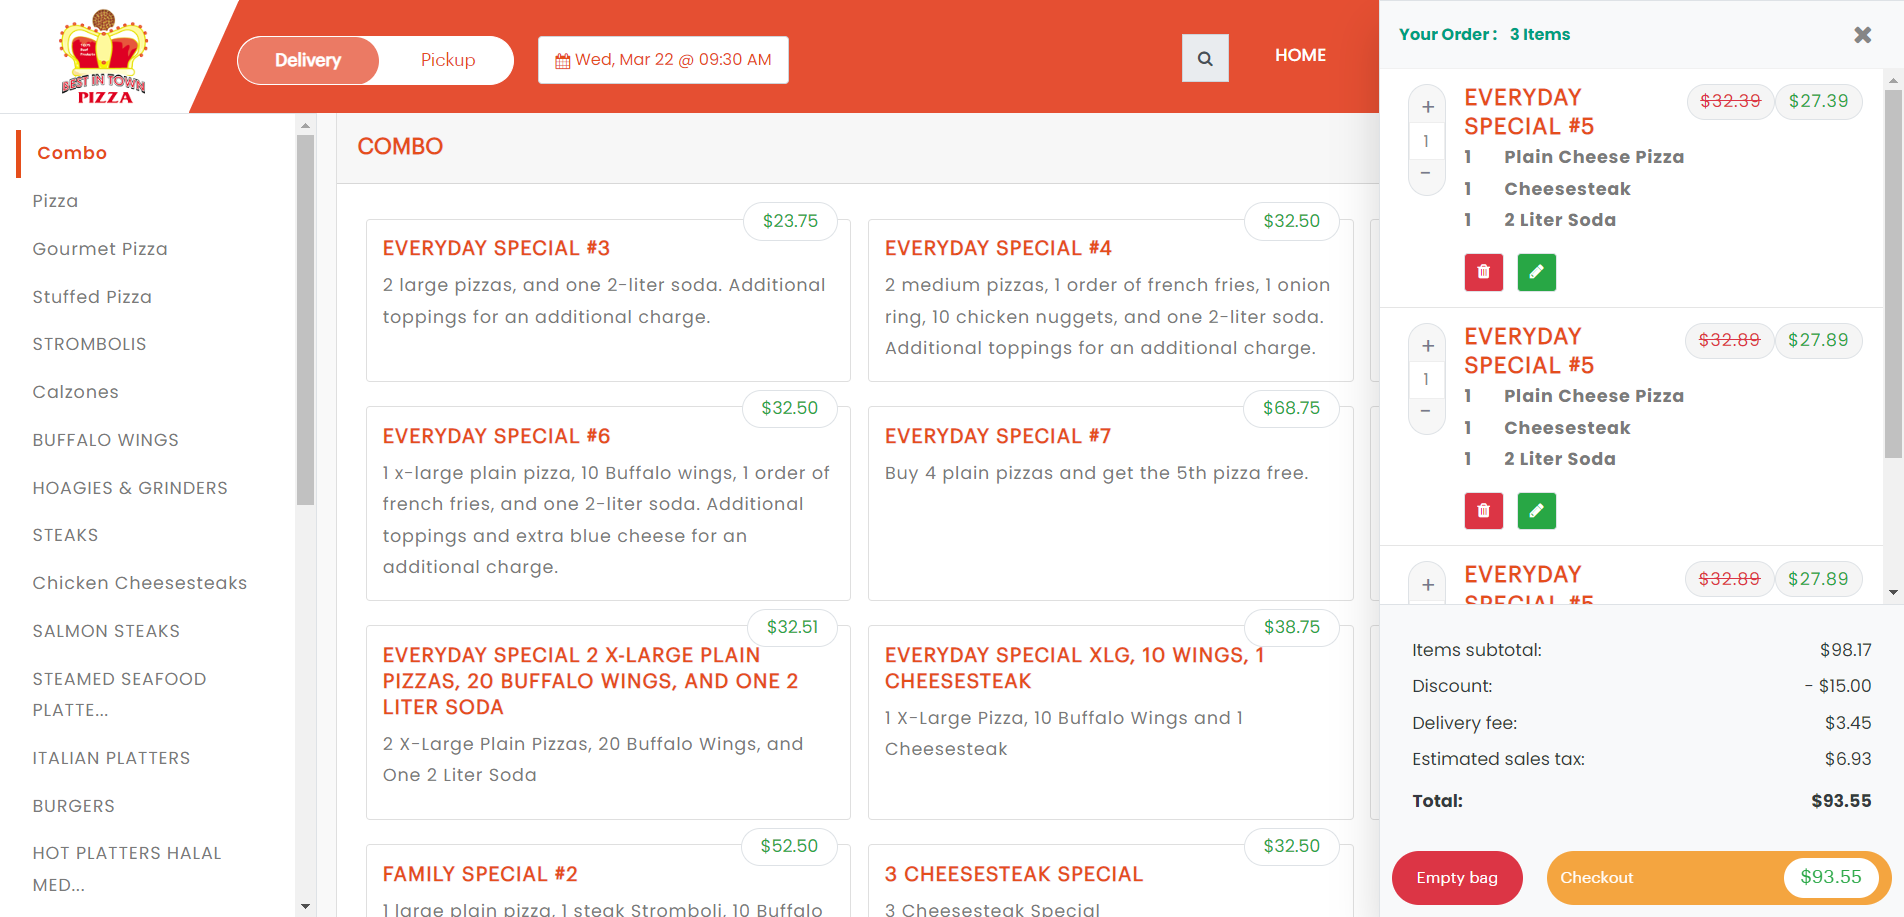 BEST IN TOWN
PIZZA
Delivery
Pickup
Wed, Mar 22 @ 09:30 AM
HOME
Combo
Pizza
Gourmet Pizza
Stuffed Pizza
STROMBOLIS
Calzones
BUFFALO WINGS
HOAGIES & GRINDERS
STEAKS
Chicken Cheesesteaks
SALMON STEAKS
STEAMED SEAFOOD
PLATTE...
ITALIAN PLATTERS
BURGERS
HOT PLATTERS HALAL
MED...
COMBO
$23.75
EVERYDAY SPECIAL #3
2 large pizzas, and one 2-liter soda. Additional
toppings for an additional charge.
$32.50
EVERYDAY SPECIAL #4
2 medium pizzas, 1 order of french fries, 1 onion
ring, 10 chicken nuggets, and one 2-liter soda.
Additional toppings for an additional charge.
$32.50
EVERYDAY SPECIAL #6
1 x-large plain pizza, 10 Buffalo wings, 1 order of
french fries, and one 2-liter soda. Additional
toppings and extra blue cheese for an
additional charge.
$68.75
EVERYDAY SPECIAL #7
Buy 4 plain pizzas and get the 5th pizza free.
$32.51
EVERYDAY SPECIAL 2 X-LARGE PLAIN
PIZZAS, 20 BUFFALO WINGS, AND ONE 2
LITER SODA
2 X-Large Plain Pizzas, 20 Buffalo Wings, and
One 2 Liter Soda
$38.75
EVERYDAY SPECIAL XLG, 10 WINGS, 1
CHEESESTEAK
1 X-Large Pizza, 10 Buffalo Wings and 1
Cheesesteak
$52.50
FAMILY SPECIAL #2
1 large plain pizza, 1 steak Stromboli, 10 Buffalo
$32.50
3 CHEESESTEAK SPECIAL
3 Cheesesteak Special
Your Order : 3 Items
+
1
−
EVERYDAY
SPECIAL #5
$32.39 $27.39
1 Plain Cheese Pizza
1 Cheesesteak
1 2 Liter Soda
+
1
−
EVERYDAY
SPECIAL #5
$32.89 $27.89
1 Plain Cheese Pizza
1 Cheesesteak
1 2 Liter Soda
+
EVERYDAY
SPECIAL #5
$32.89 $27.89
Items subtotal: $98.17
Discount: - $15.00
Delivery fee: $3.45
Estimated sales tax: $6.93
Total: $93.55
Empty bag
Checkout $93.55